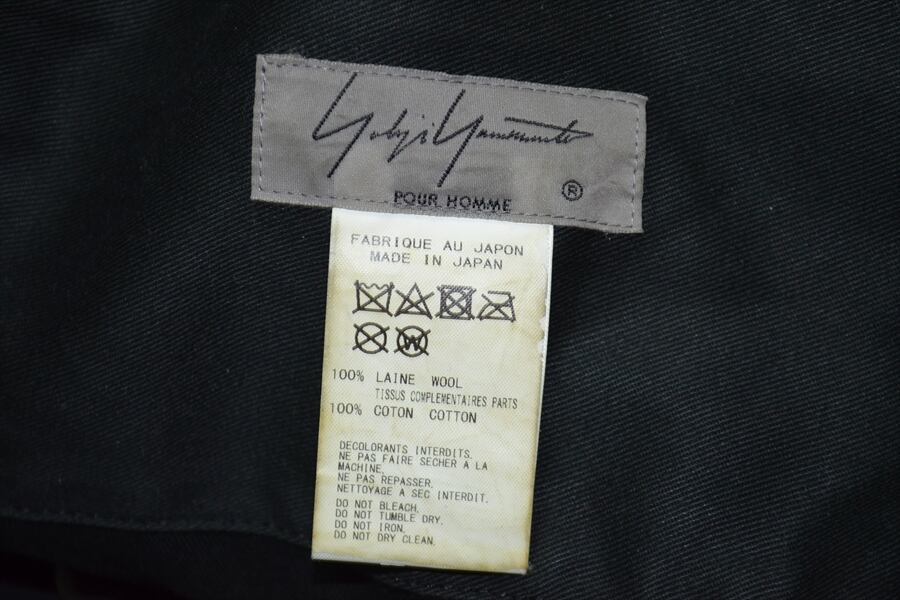 Yohji Yamamoto
POUR HOMME ®
FABRIQUE AU JAPON
MADE IN JAPAN
W
100% LAINE WOOL
TISSUS COMPLEMENTAIRES PARTS
100% COTON COTTON
DECOLORANTS INTERDITS.
NE PAS FAIRE SECHER A LA
MACHINE.
NE PAS REPASSER.
NETTOYAGE A SEC INTERDIT.
DO NOT BLEACH.
DO NOT TUMBLE DRY.
DO NOT IRON.
DO NOT DRY CLEAN.